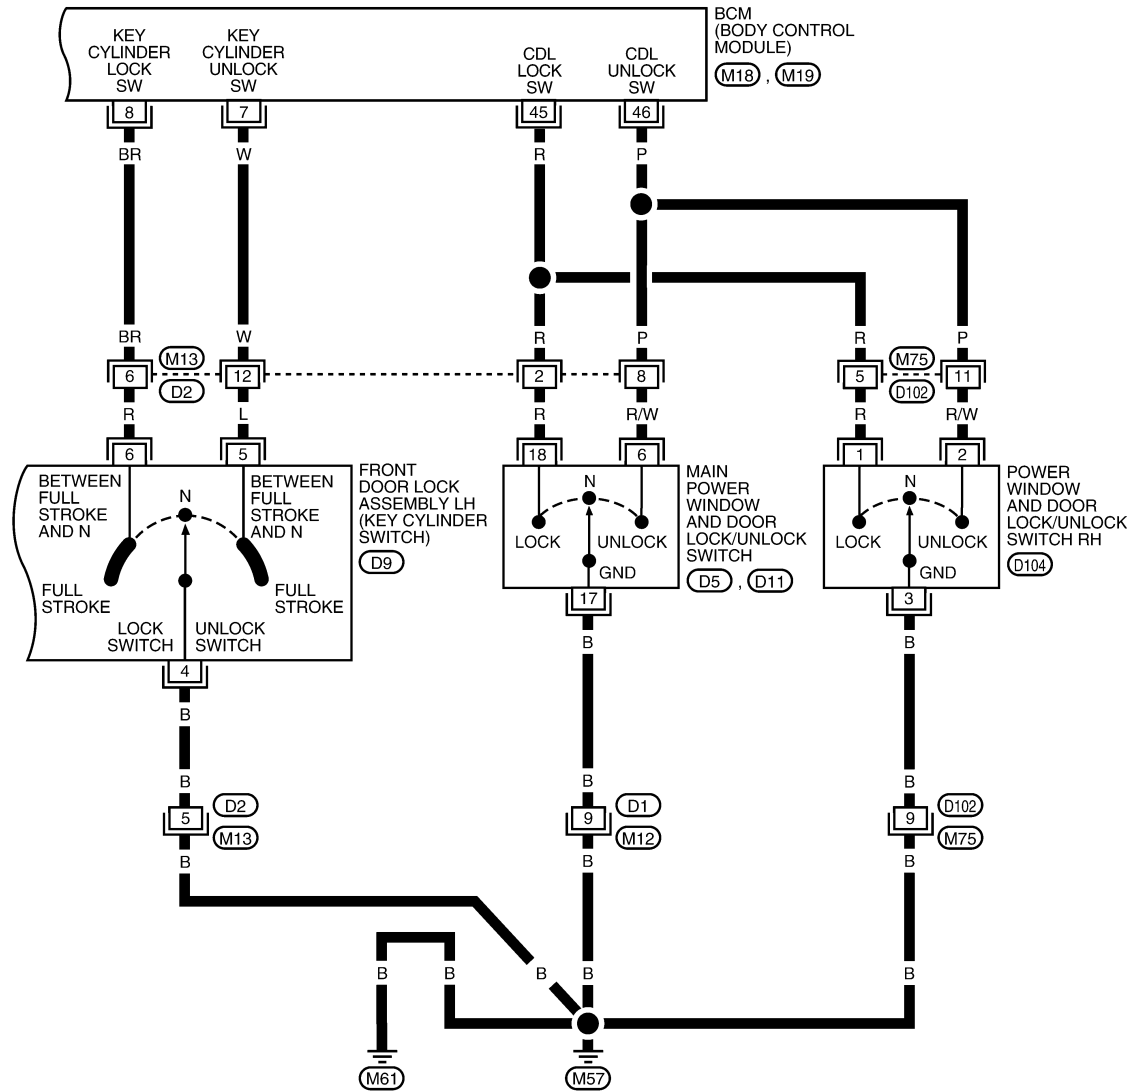 BCM
(BODY CONTROL
MODULE)
M18 , M19
KEY
CYLINDER
LOCK
SW
KEY
CYLINDER
UNLOCK
SW
CDL
LOCK
SW
CDL
UNLOCK
SW
8
7
45
46
BR
W
R
P
BR
W
R
P
R
P
6
M13
D2
12
2
8
5
M75
D102
11
R
L
R
R/W
R
R/W
6
5
18
6
1
2
BETWEEN
FULL
STROKE
AND N
N
BETWEEN
FULL
STROKE
AND N
FULL
STROKE
FULL
STROKE
LOCK
SWITCH
UNLOCK
SWITCH
FRONT
DOOR LOCK
ASSEMBLY LH
(KEY CYLINDER
SWITCH)
D9
N
LOCK
UNLOCK
GND
MAIN
POWER
WINDOW
AND DOOR
LOCK/UNLOCK
SWITCH
D5 , D11
N
LOCK
UNLOCK
GND
POWER
WINDOW
AND DOOR
LOCK/UNLOCK
SWITCH RH
D104
4
17
3
B
B
B
B
B
B
5
D2
M13
9
D1
M12
9
D102
M75
B
B
B
B
B
B
B
B
M61
M57